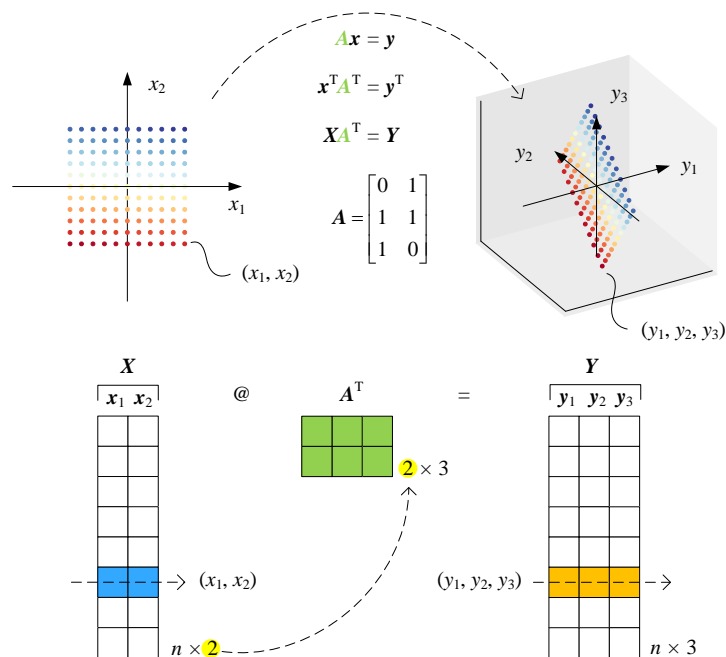 x₂
x₁
(x₁, x₂)
Ax = y
xᵀAᵀ = yᵀ
XAᵀ = Y
A = [0 1
1 1
1 0]
y₃
y₂
y₁
(y₁, y₂, y₃)
X @ Aᵀ = Y
x₁ x₂
y₁ y₂ y₃
2 × 3
(x₁, x₂)
(y₁, y₂, y₃)
n × 2
n × 3